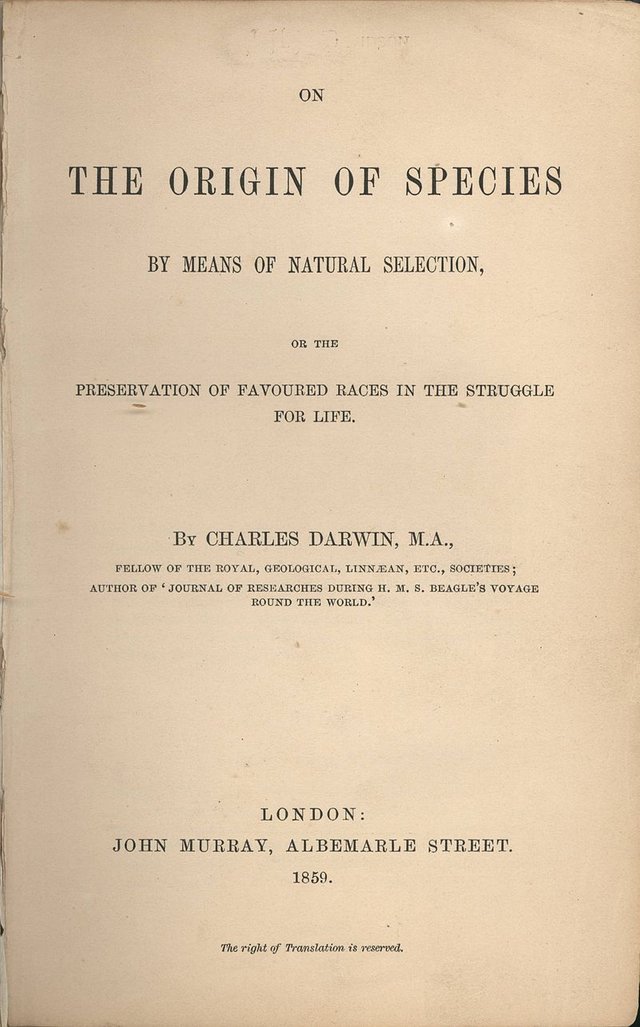 ON
THE ORIGIN OF SPECIES
BY MEANS OF NATURAL SELECTION,
OR THE
PRESERVATION OF FAVOURED RACES IN THE STRUGGLE
FOR LIFE.
BY CHARLES DARWIN, M.A.,
FELLOW OF THE ROYAL, GEOLOGICAL, LINNÆAN, ETC., SOCIETIES;
AUTHOR OF ‘JOURNAL OF RESEARCHES DURING H. M. S. BEAGLE’S VOYAGE
ROUND THE WORLD.’
LONDON:
JOHN MURRAY, ALBEMARLE STREET.
1859.
The right of Translation is reserved.